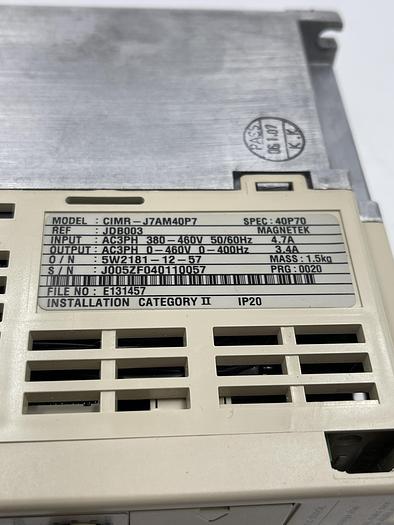 PASS
06.1.07
K.K
MODEL : CIMR-J7AM40P7 SPEC: 40P70
REF : JDB003 MAGNETEK
INPUT : AC3PH 380-460V 50/60Hz 4.7A
OUTPUT : AC3PH 0-460V 0-400Hz 3.4A
O / N : 5W2181-12-57 MASS: 1.5kg
S / N : J005ZF040110057 PRG: 0020
FILE NO : E131457
INSTALLATION CATEGORY II IP20